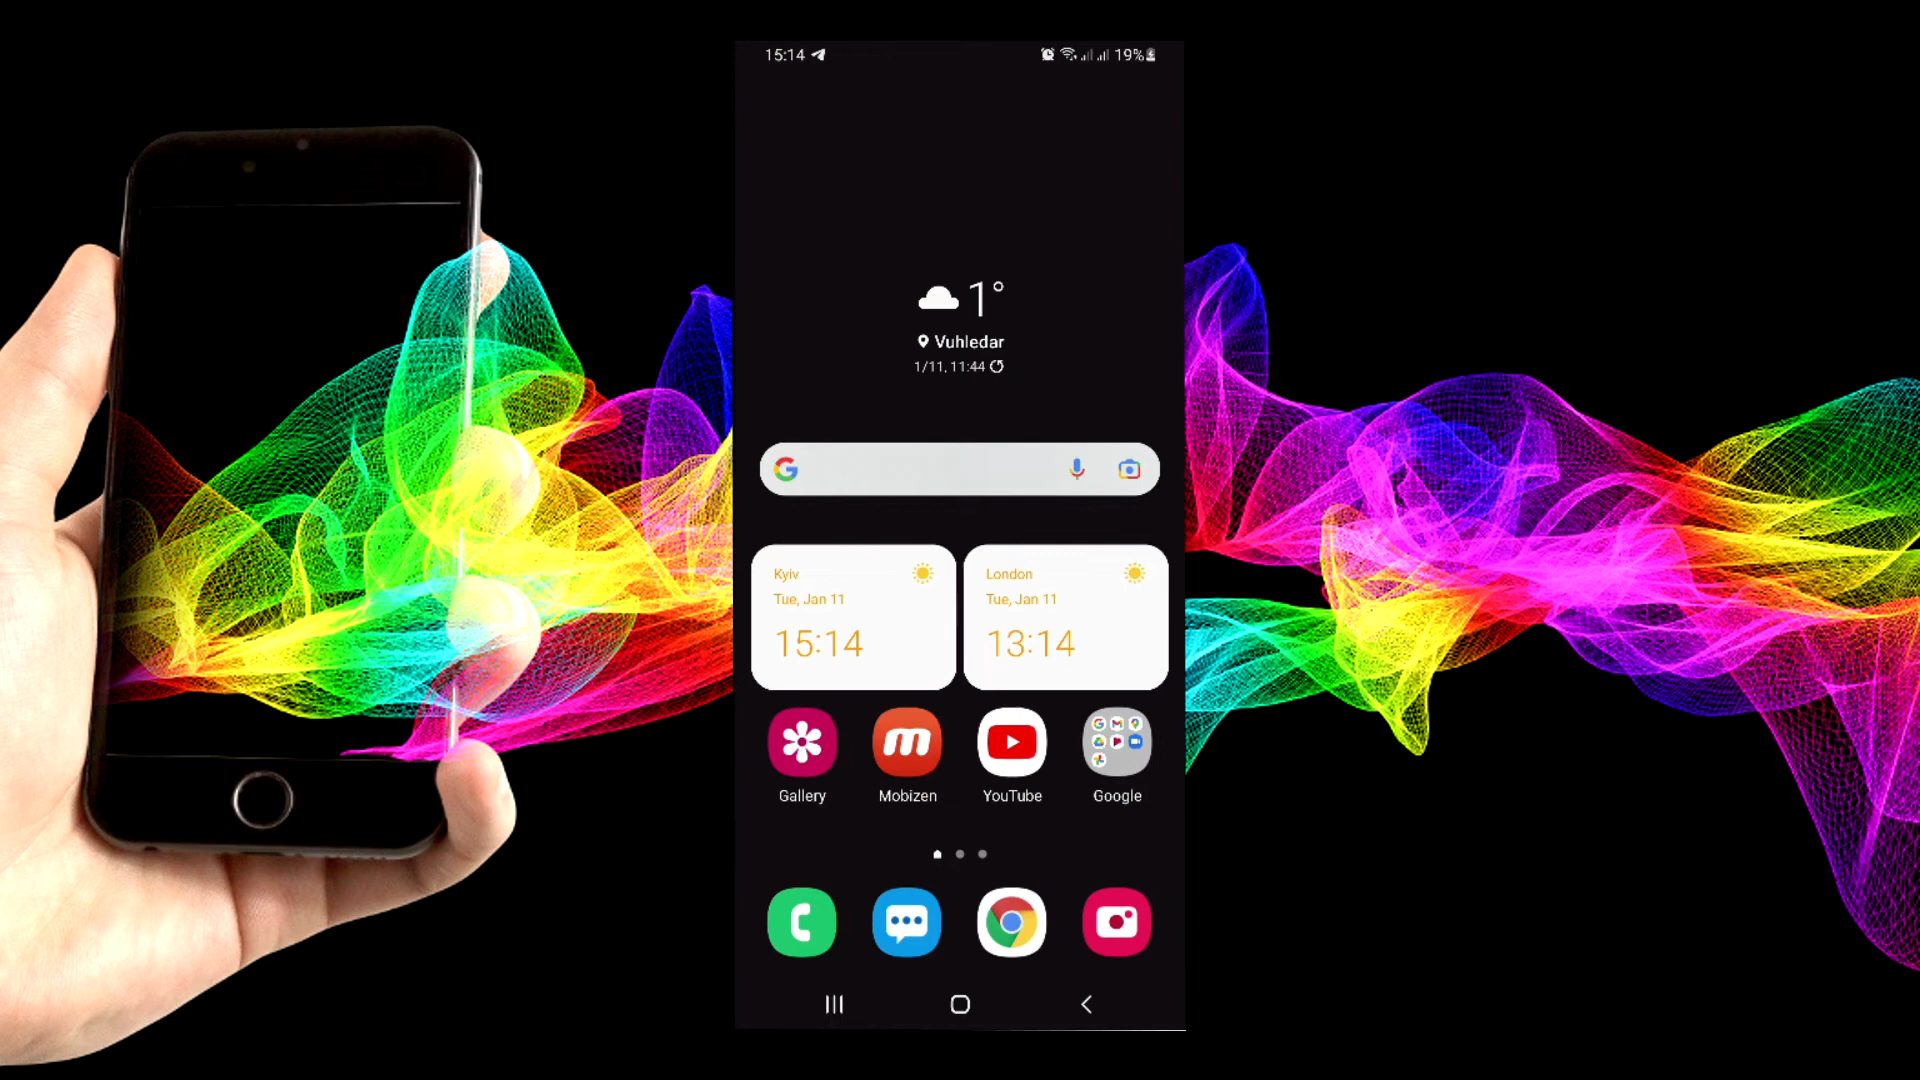 15:14 19%
1°
Vuhledar
1/11, 11:44
Kyiv
Tue, Jan 11
15:14
London
Tue, Jan 11
13:14
Gallery Mobizen YouTube Google